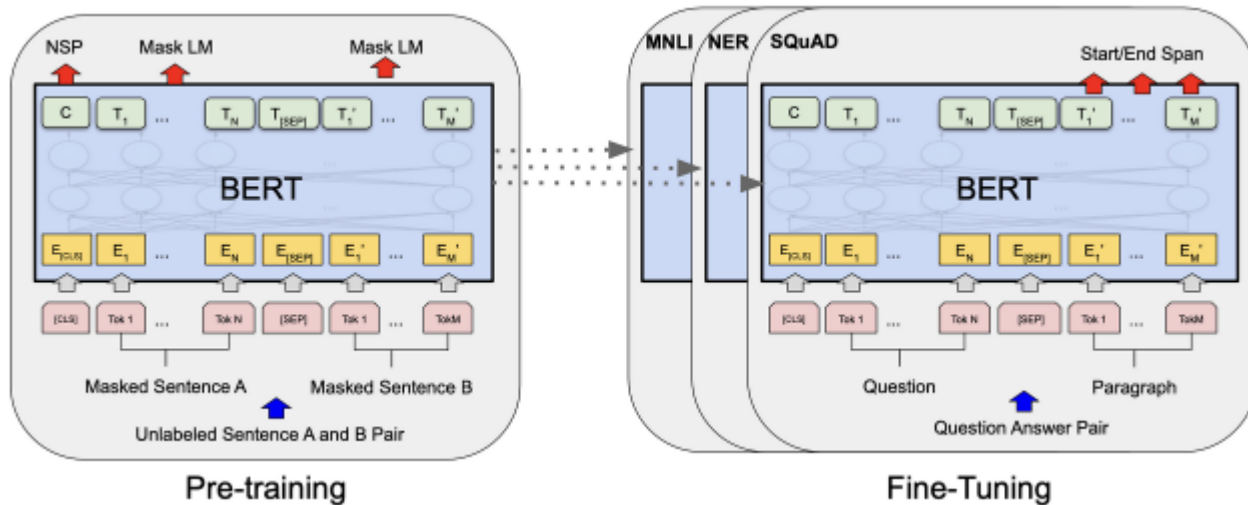 NSP Mask LM Mask LM
C T1 ... TN T[SEP] T1' ... TM'
BERT
E[CLS] E1 ... EN E[SEP] E1' ... EM'
[CLS] Tok 1 ... Tok N [SEP] Tok 1 ... TokM
Masked Sentence A Masked Sentence B
Unlabeled Sentence A and B Pair
Pre-training
MNLI NER SQuAD
Start/End Span
C T1 ... TN T[SEP] T1' ... TM'
BERT
E[CLS] E1 ... EN E[SEP] E1' ... EM'
[CLS] Tok 1 ... Tok N [SEP] Tok 1 ... TokM
Question Paragraph
Question Answer Pair
Fine-Tuning